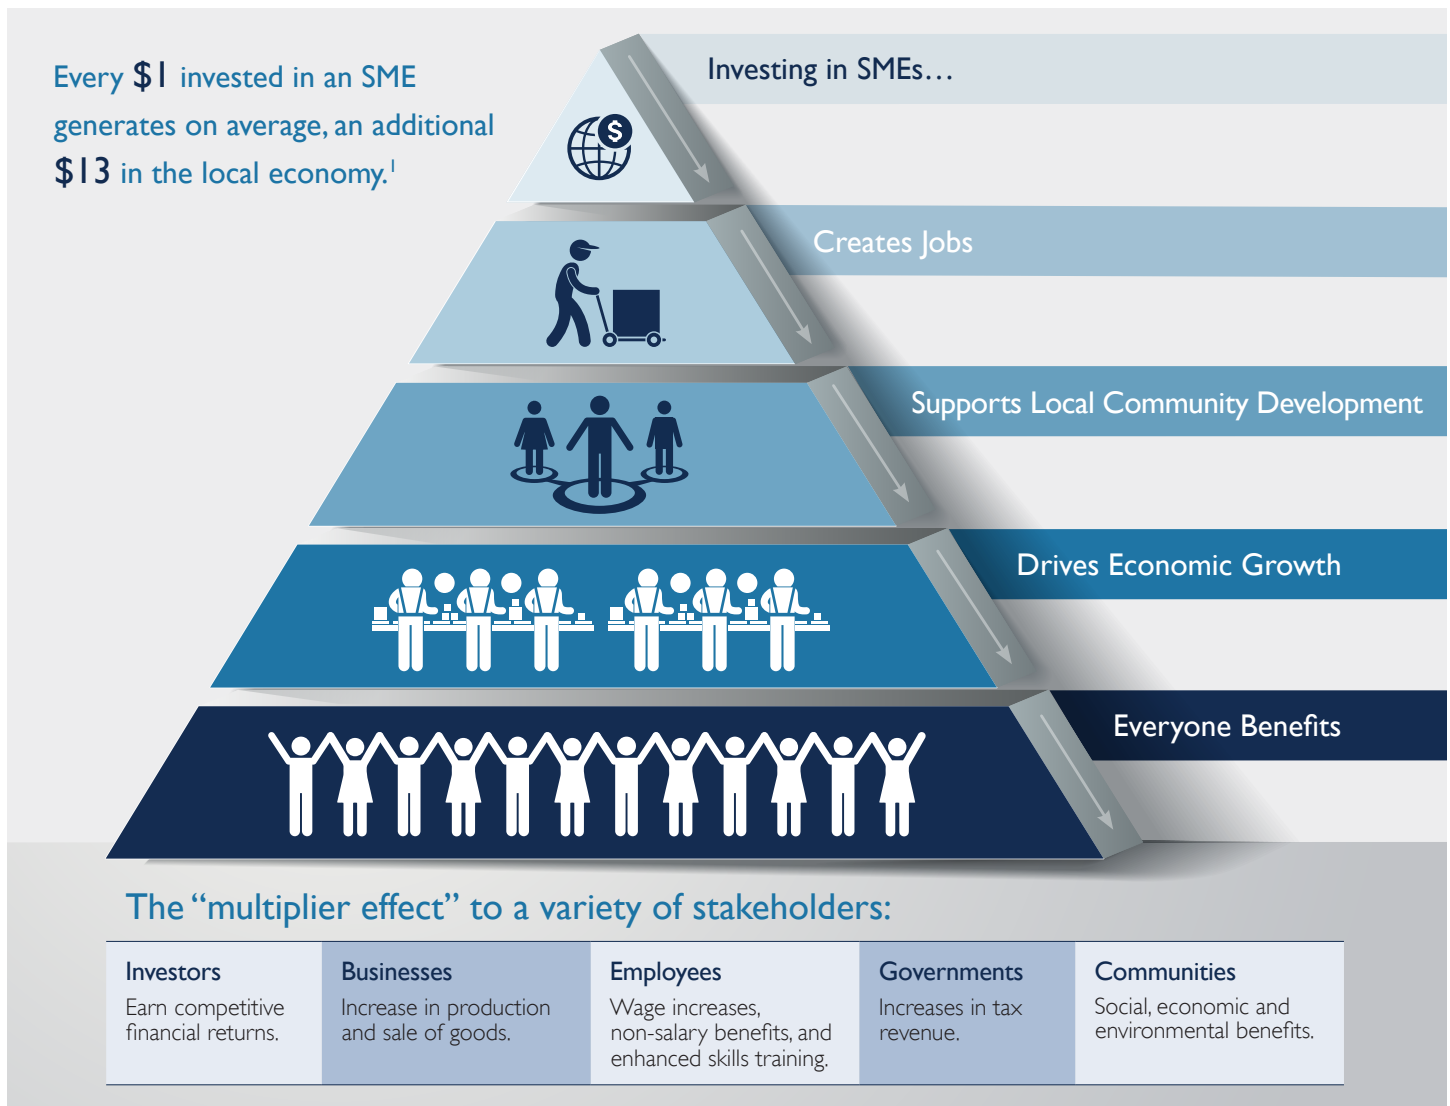 Every $1 invested in an SME
generates on average, an additional
$13 in the local economy.1
Investing in SMEs…
$
Creates Jobs
Supports Local Community Development
Drives Economic Growth
Everyone Benefits
The “multiplier effect” to a variety of stakeholders:
Investors
Earn competitive
financial returns.
Businesses
Increase in production
and sale of goods.
Employees
Wage increases,
non-salary benefits, and
enhanced skills training.
Governments
Increases in tax
revenue.
Communities
Social, economic and
environmental benefits.